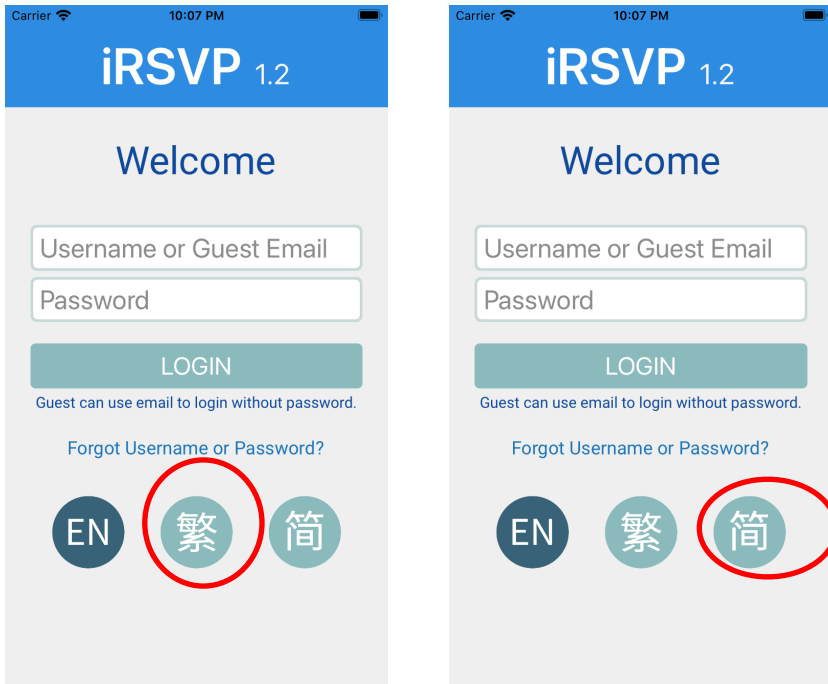 Carrier 10:07 PM
iRSVP 1.2
Welcome
Username or Guest Email
Password
LOGIN
Guest can use email to login without password.
Forgot Username or Password?
EN 繁 简
Carrier 10:07 PM
iRSVP 1.2
Welcome
Username or Guest Email
Password
LOGIN
Guest can use email to login without password.
Forgot Username or Password?
EN 繁 简